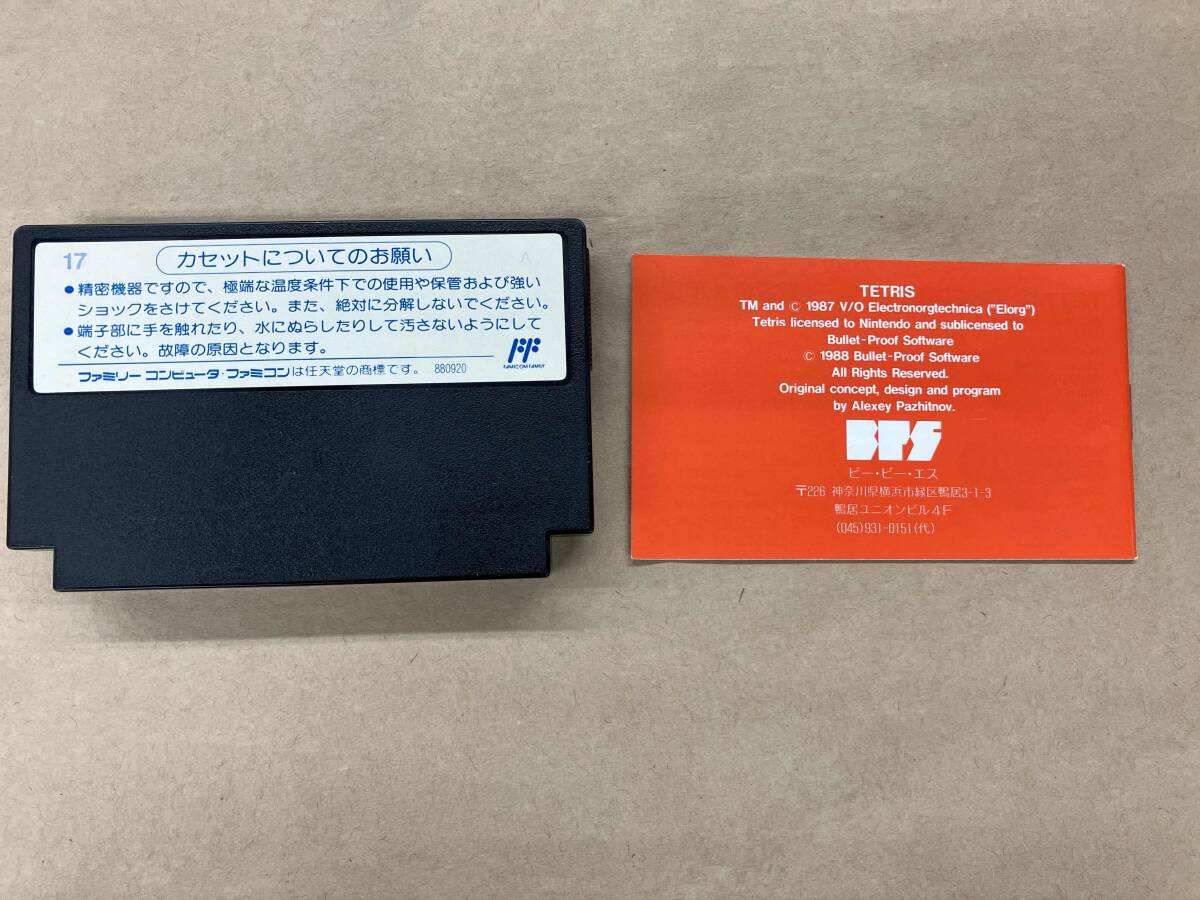 17
カセットについてのお願い
●精密機器ですので、極端な温度条件下での使用や保管および強い
ショックをさけてください。また、絶対に分解しないでください。
●端子部に手を触れたり、水にぬらしたりして汚さないようにして
ください。故障の原因となります。
FAMICOM FAMILY
ファミリー コンピュータ・ファミコンは任天堂の商標です。 880920
TETRIS
TM and © 1987 V/O Electronorgtechnica ("Elorg")
Tetris licensed to Nintendo and sublicensed to
Bullet-Proof Software
© 1988 Bullet-Proof Software
All Rights Reserved.
Original concept, design and program
by Alexey Pazhitnov.
BPS
ビー・ピー・エス
〒226 神奈川県横浜市緑区鴨居3-1-3
鴨居ユニオンビル4F
(045)931-0151(代)